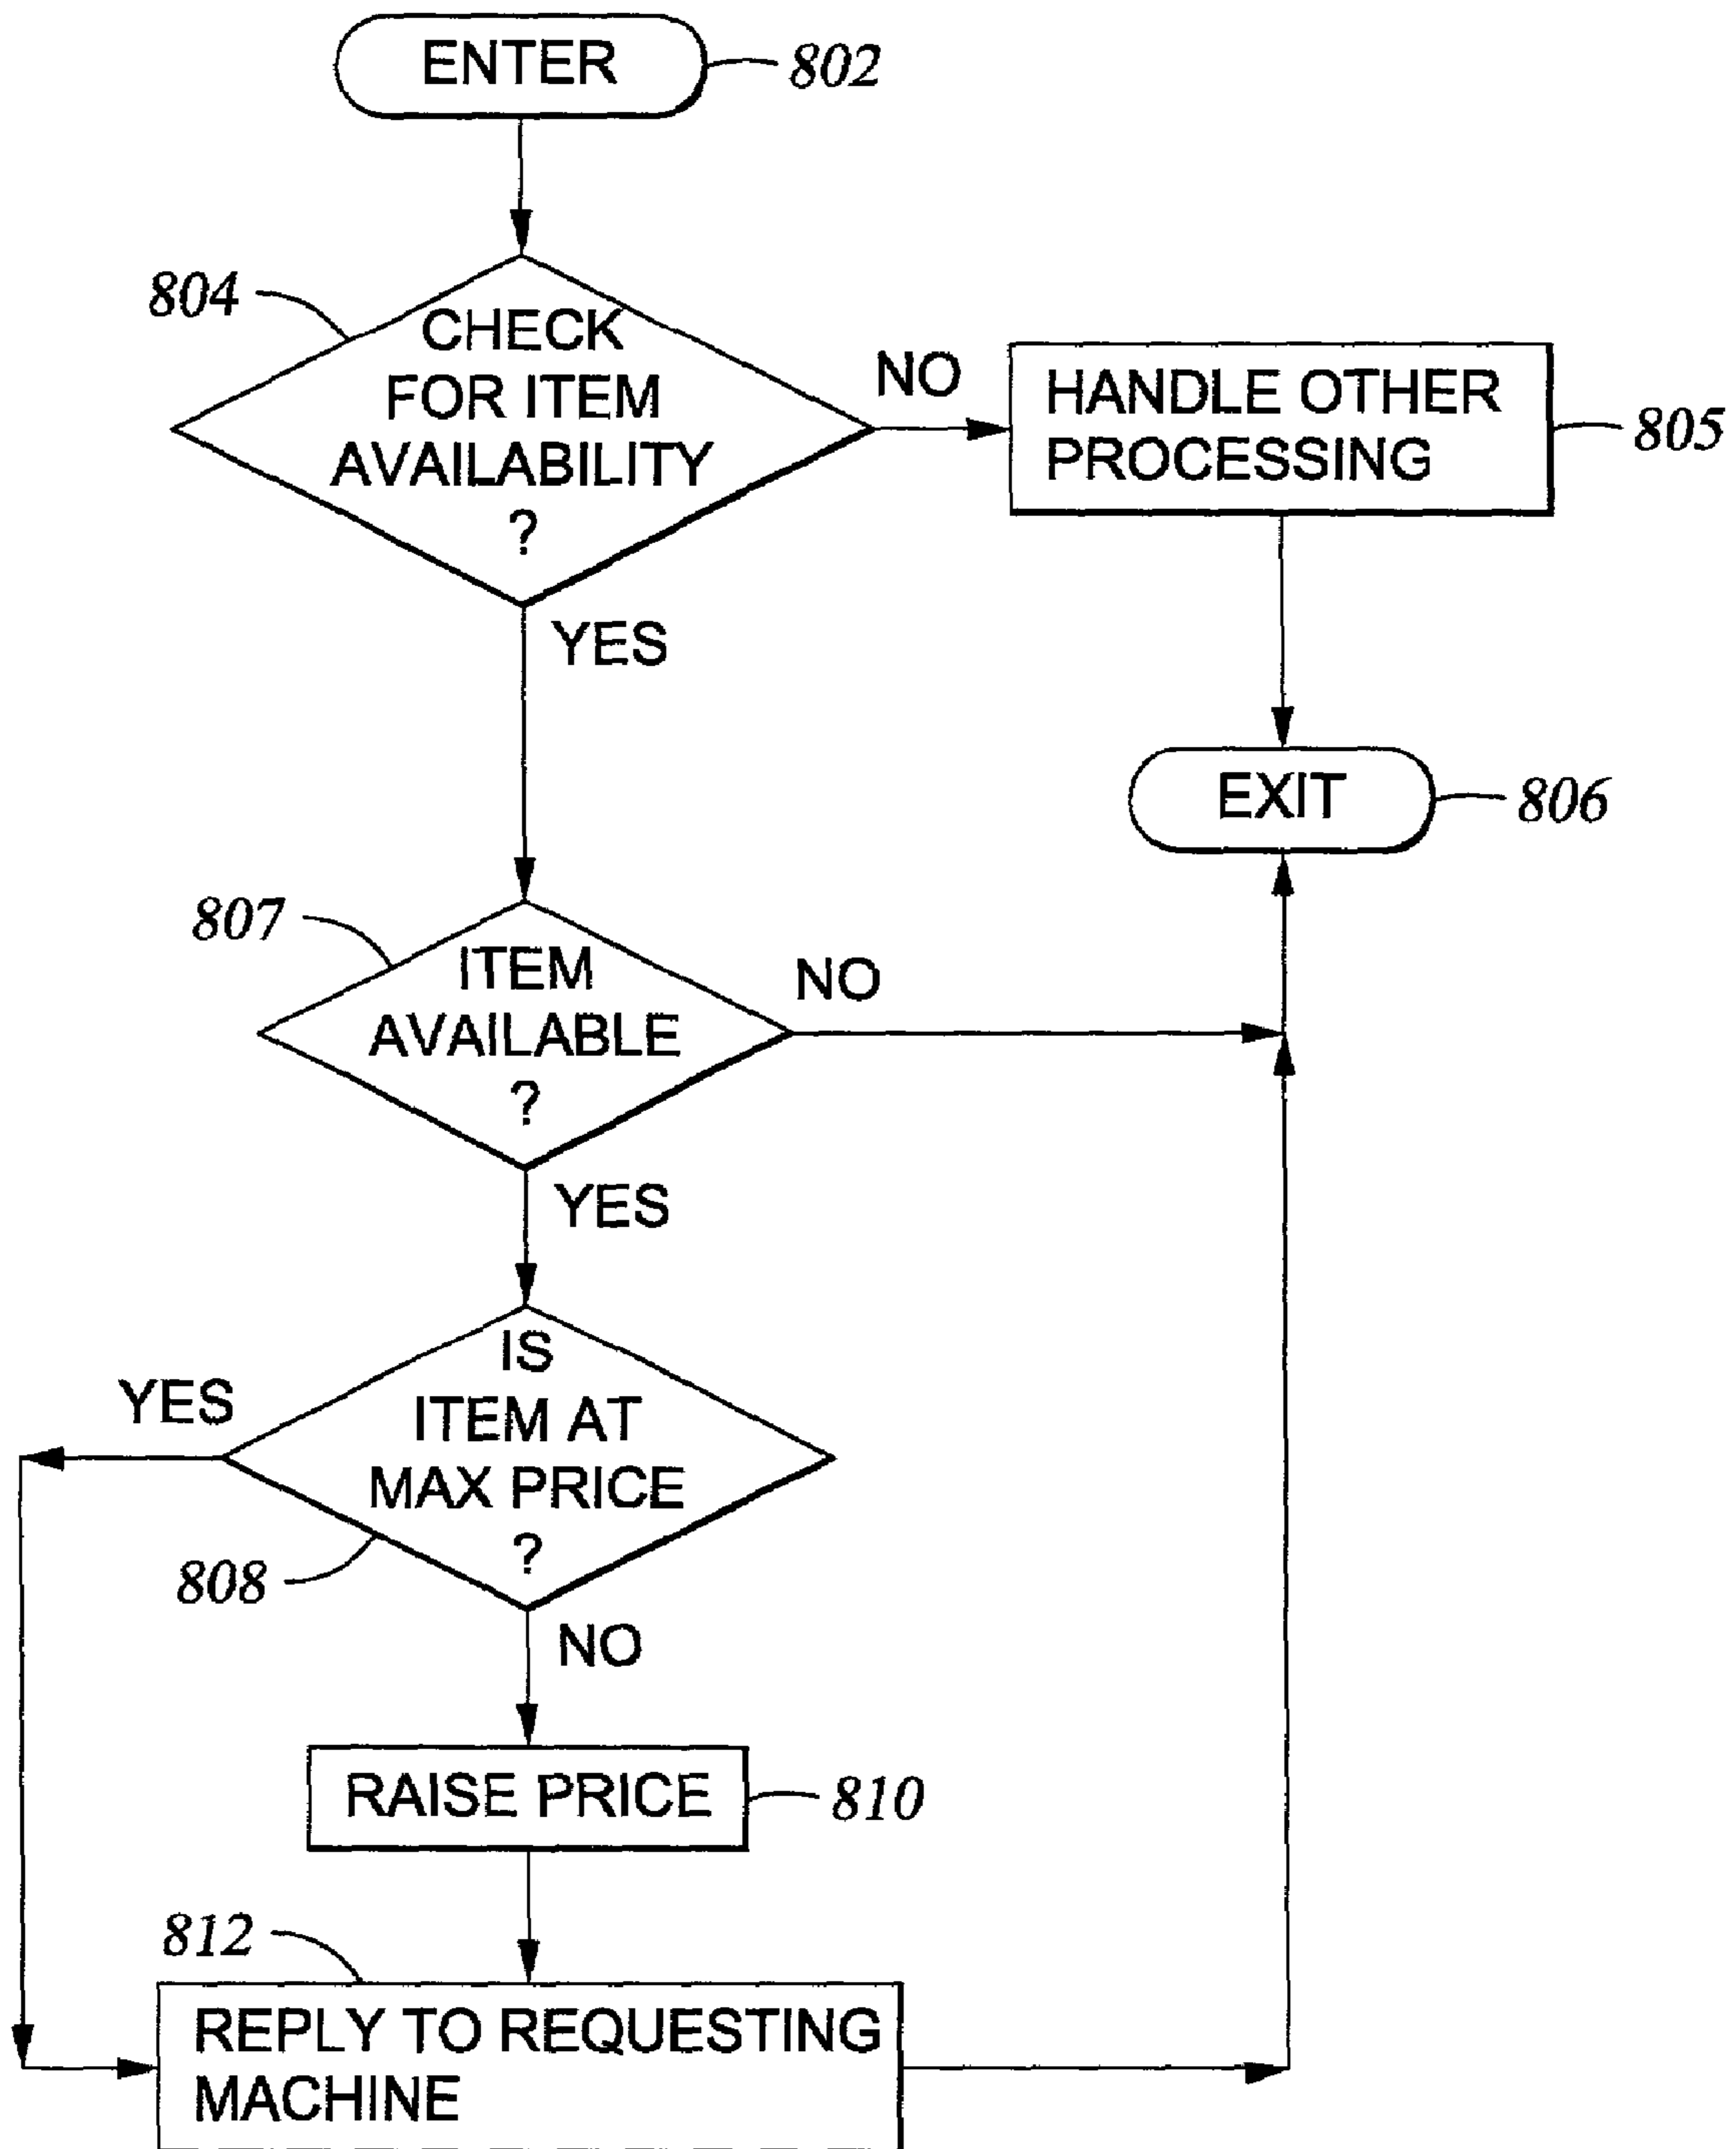 ENTER
802
804
CHECK
FOR ITEM
AVAILABILITY
?
NO
HANDLE OTHER
PROCESSING
805
YES
EXIT
806
807
ITEM
AVAILABLE
?
NO
YES
IS
ITEM AT
MAX PRICE
?
YES
808
NO
RAISE PRICE
810
812
REPLY TO REQUESTING
MACHINE